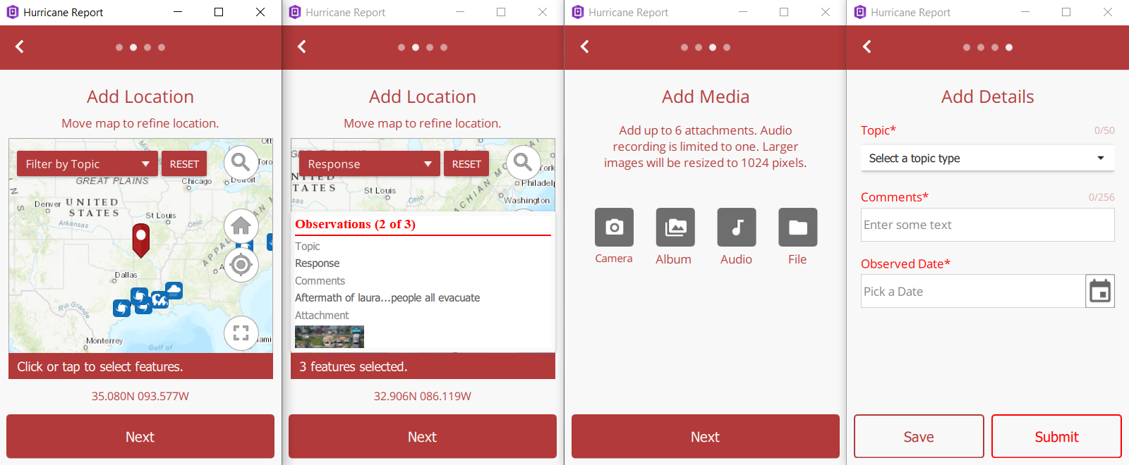 Hurricane Report
Add Location
Move map to refine location.
Filter by Topic
RESET
GREAT PLAINS
Chicago
Denver
UNITED
STATES
St Louis
Arkansas
Dallas
Rio Grande
Monterrey
Gulf of
Click or tap to select features.
35.080N 093.577W
Next
Hurricane Report
Add Location
Move map to refine location.
Response
RESET
St Louis
Philadelp
Washington
Observations (2 of 3)
Topic
Response
Comments
Aftermath of laura...people all evacuate
Attachment
3 features selected.
32.906N 086.119W
Next
Hurricane Report
Add Media
Add up to 6 attachments. Audio
recording is limited to one. Larger
images will be resized to 1024 pixels.
Camera
Album
Audio
File
Next
Hurricane Report
Add Details
Topic*
0/50
Select a topic type
Comments*
0/256
Enter some text
Observed Date*
Pick a Date
Save
Submit